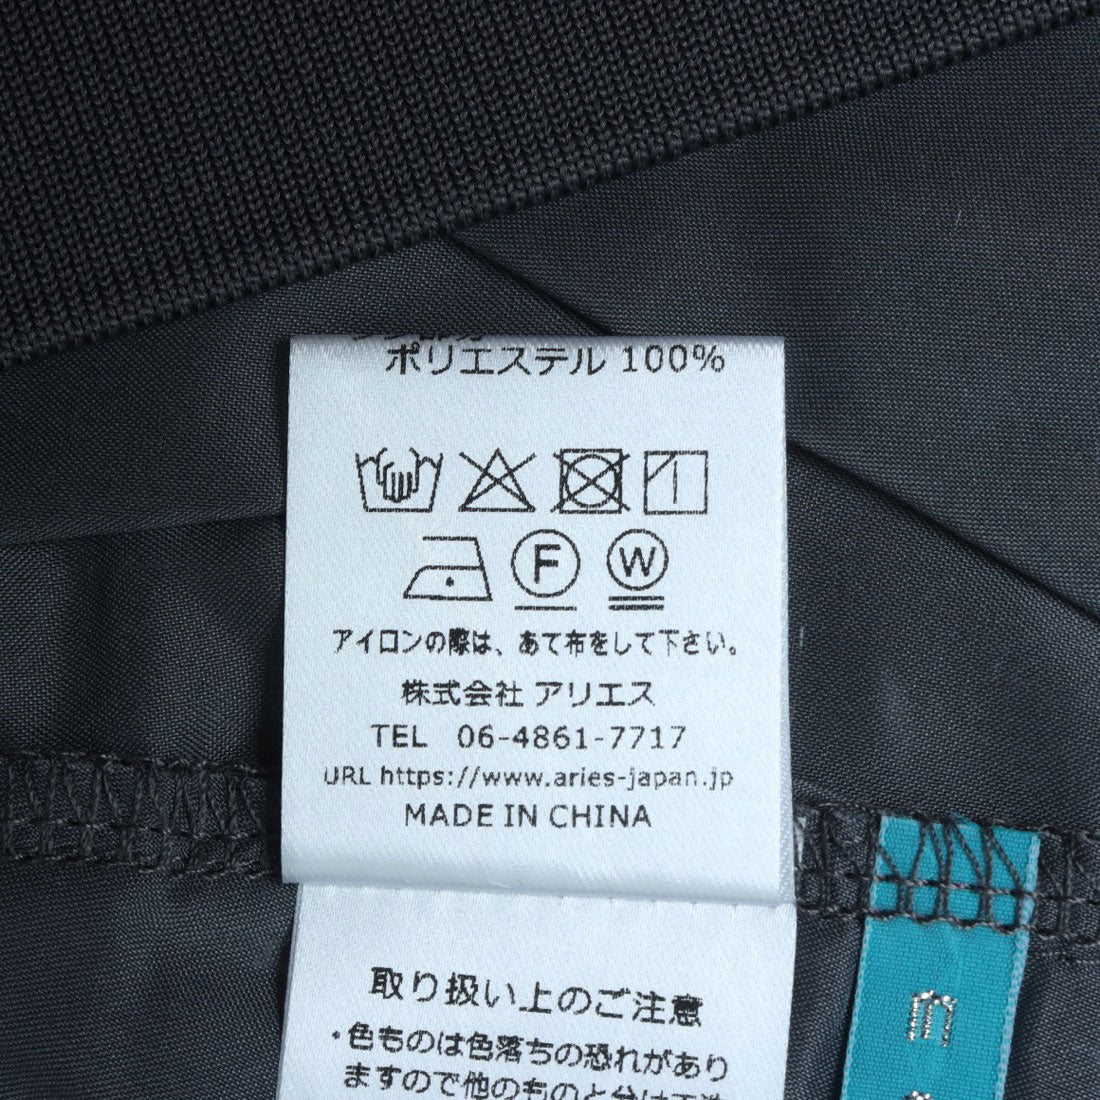 ポリエステル 100%
F W
アイロンの際は、あて布をして下さい。
株式会社 アリエス
TEL 06-4861-7717
URL https://www.aries-japan.jp
MADE IN CHINA
取り扱い上のご注意
・色ものは色落ちの恐れがあり
ますので他のものと分け